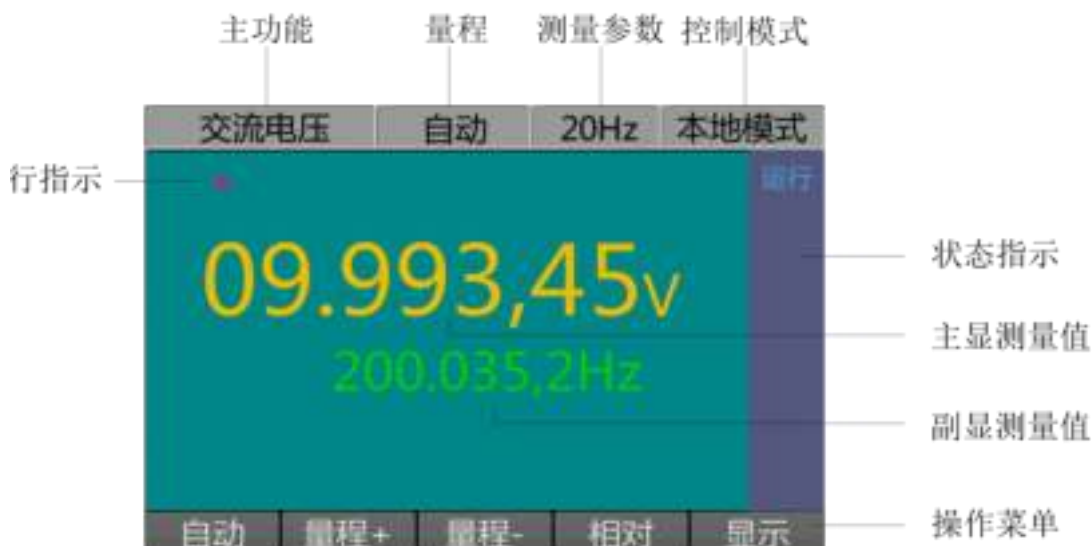 主功能 量程 测量参数 控制模式
交流电压 自动 20Hz 本地模式
行指示 运行
09.993,45V
状态指示
主显测量值
200.035,2Hz
副显测量值
自动 量程+ 量程- 相对 显示 操作菜单